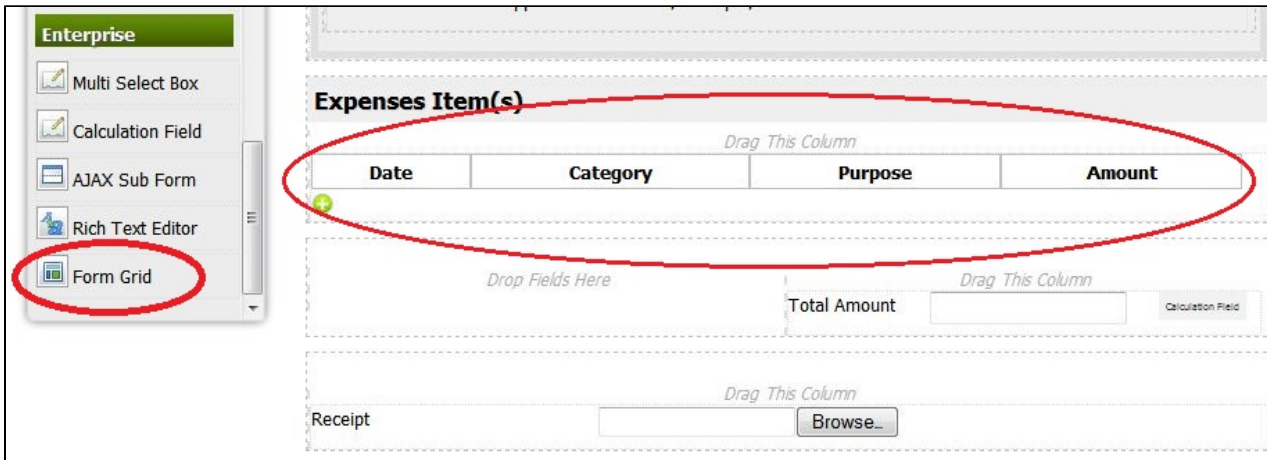 Enterprise
Multi Select Box
Calculation Field
AJAX Sub Form
Rich Text Editor
Form Grid
Expenses Item(s)
Drag This Column
Date Category Purpose Amount
Drop Fields Here Drag This Column
Total Amount Calculation Field
Drag This Column
Receipt Browse...